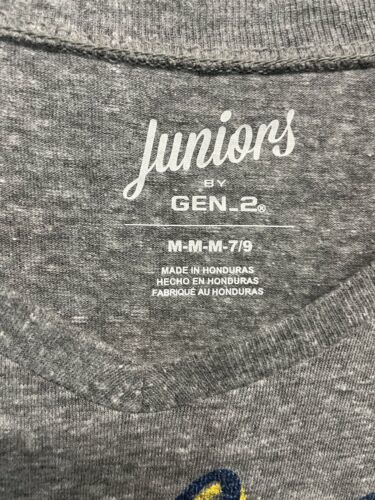 Juniors
BY
GEN_2®
M-M-M-7/9
MADE IN HONDURAS
HECHO EN HONDURAS
FABRIQUÉ AU HONDURAS